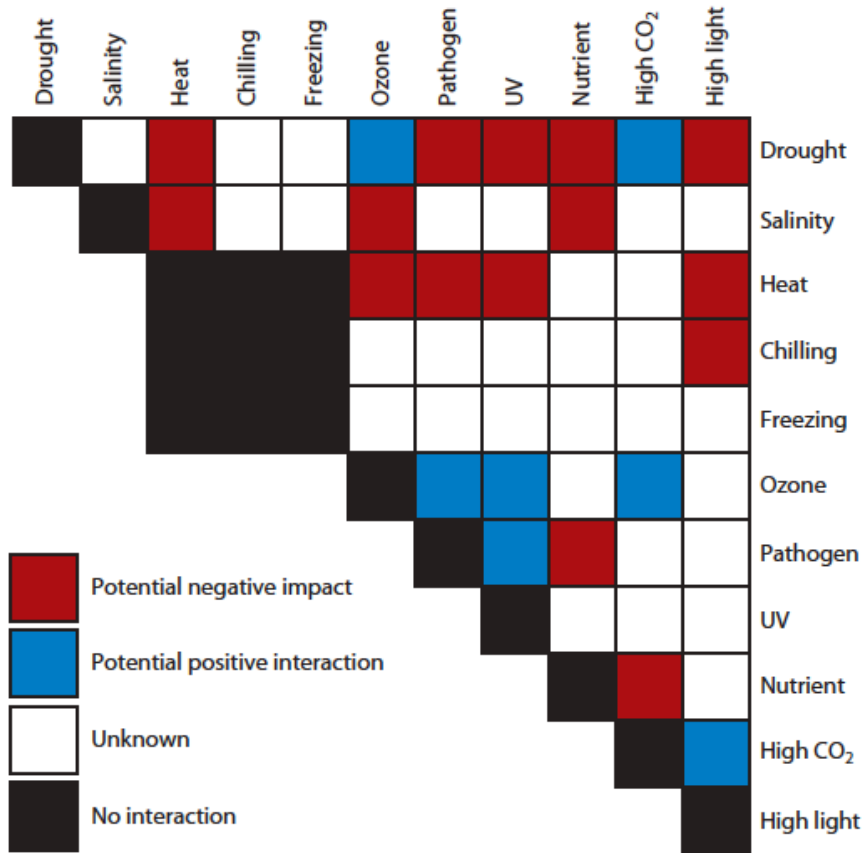 Drought
Salinity
Heat
Chilling
Freezing
Ozone
Pathogen
UV
Nutrient
High CO₂
High light
Drought
Salinity
Heat
Chilling
Freezing
Ozone
Pathogen
UV
Nutrient
High CO₂
High light
Potential negative impact
Potential positive interaction
Unknown
No interaction